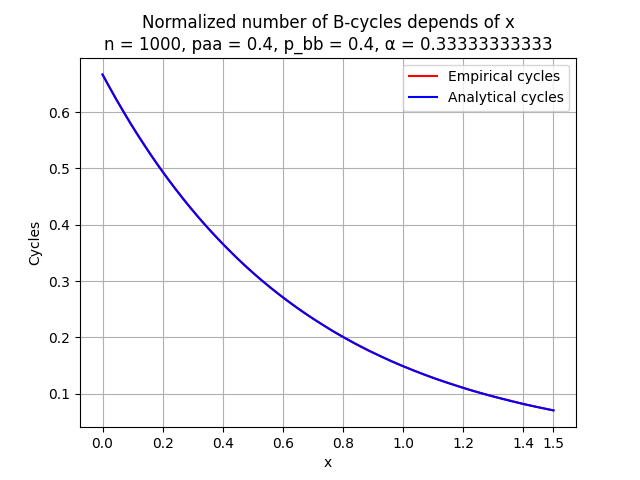 Normalized number of B-cycles depends of x
n = 1000, paa = 0.4, p_bb = 0.4, α = 0.33333333333
Empirical cycles
Analytical cycles
Cycles
0.6
0.5
0.4
0.3
0.2
0.1
0.0 0.2 0.4 0.6 0.8 1.0 1.2 1.4 1.5
x